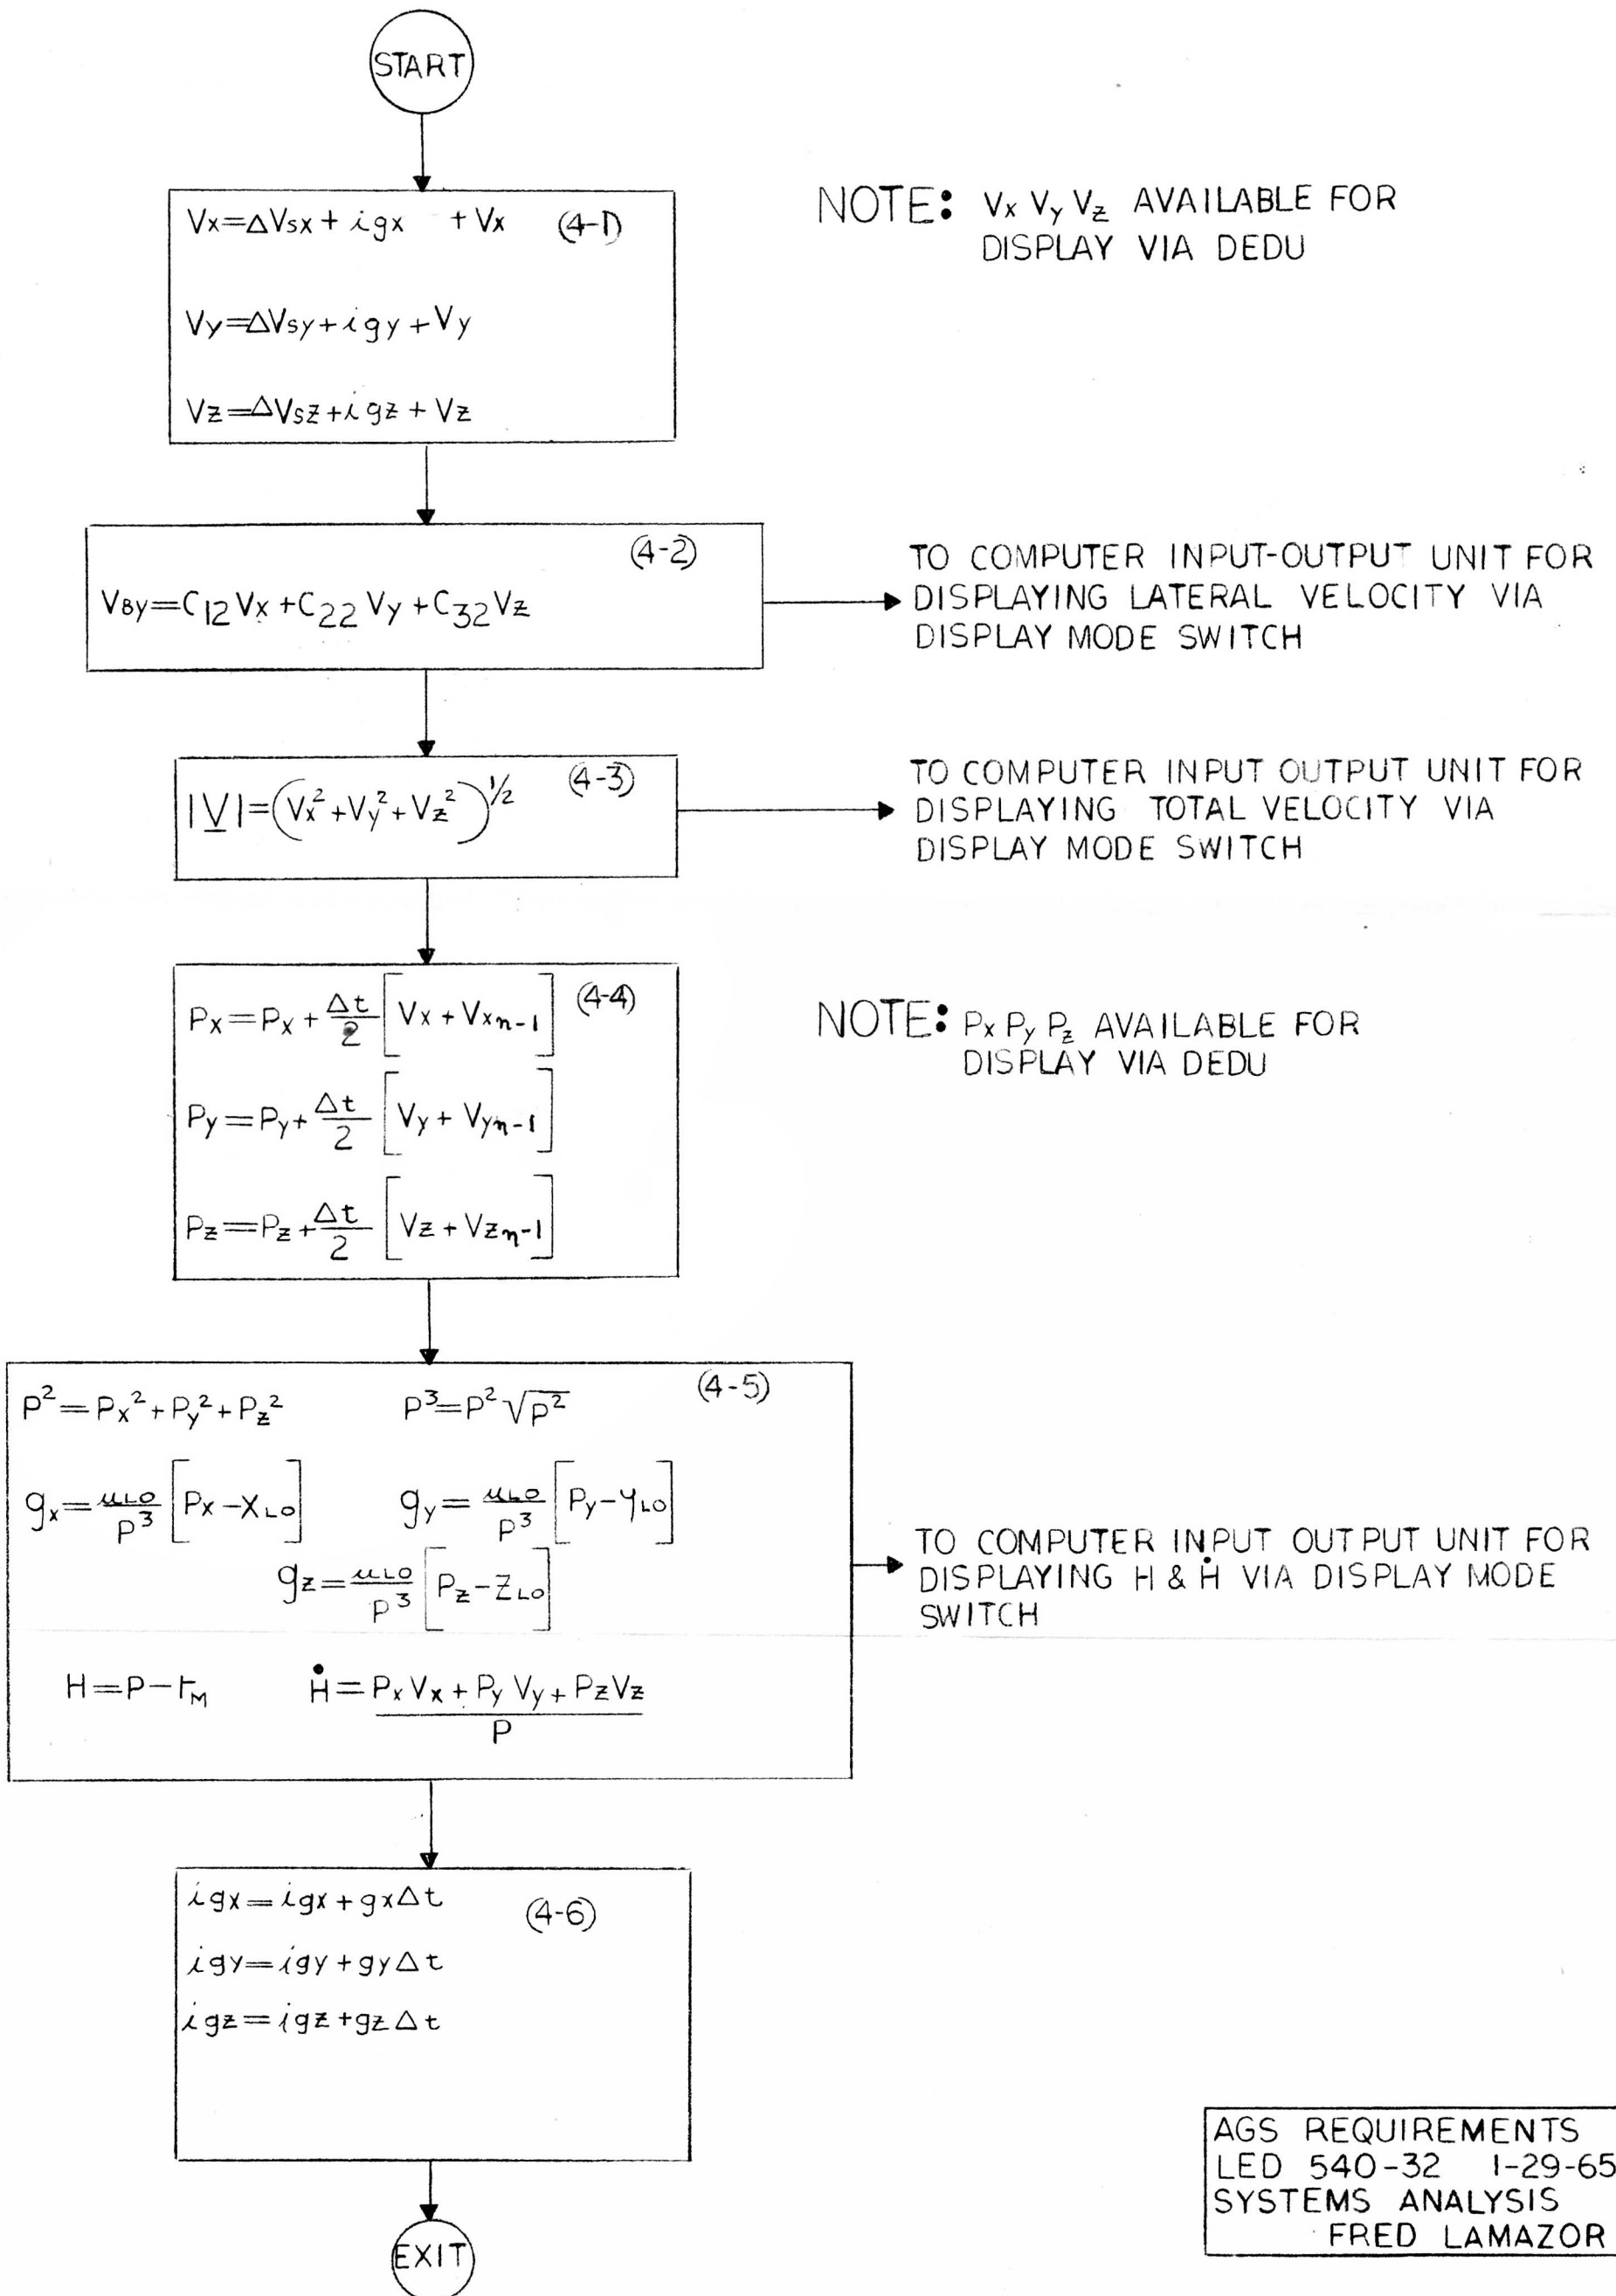 START
Vx=ΔVsx + igx + Vx (4-1)
NOTE: Vx Vy Vz AVAILABLE FOR
DISPLAY VIA DEDU
Vy=ΔVsy + igy + Vy
Vz=ΔVsz + igz + Vz
(4-2)
VBy=C12 Vx + C22 Vy + C32 Vz
TO COMPUTER INPUT-OUTPUT UNIT FOR
DISPLAYING LATERAL VELOCITY VIA
DISPLAY MODE SWITCH
|V|=(Vx² + Vy² + Vz²)^½ (4-3)
TO COMPUTER INPUT OUTPUT UNIT FOR
DISPLAYING TOTAL VELOCITY VIA
DISPLAY MODE SWITCH
Px = Px + Δt/2 [Vx + Vxn-1] (4-4)
NOTE: Px Py Pz AVAILABLE FOR
DISPLAY VIA DEDU
Py = Py + Δt/2 [Vy + Vyn-1]
Pz = Pz + Δt/2 [Vz + Vzn-1]
(4-5)
P² = Px² + Py² + Pz² P³=P²√P²
gx = μLO/P³ [Px - XLO] gy = μLO/P³ [Py - yLO]
gz = μLO/P³ [Pz - ZLO]
TO COMPUTER INPUT OUTPUT UNIT FOR
DISPLAYING H & Ḣ VIA DISPLAY MODE
SWITCH
H = P - rM Ḣ = Px Vx + Py Vy + Pz Vz / P
igx = igx + gxΔt
(4-6)
igy = igy + gyΔt
igz = igz + gzΔt
EXIT
AGS REQUIREMENTS
LED 540-32 1-29-65
SYSTEMS ANALYSIS
FRED LAMAZOR